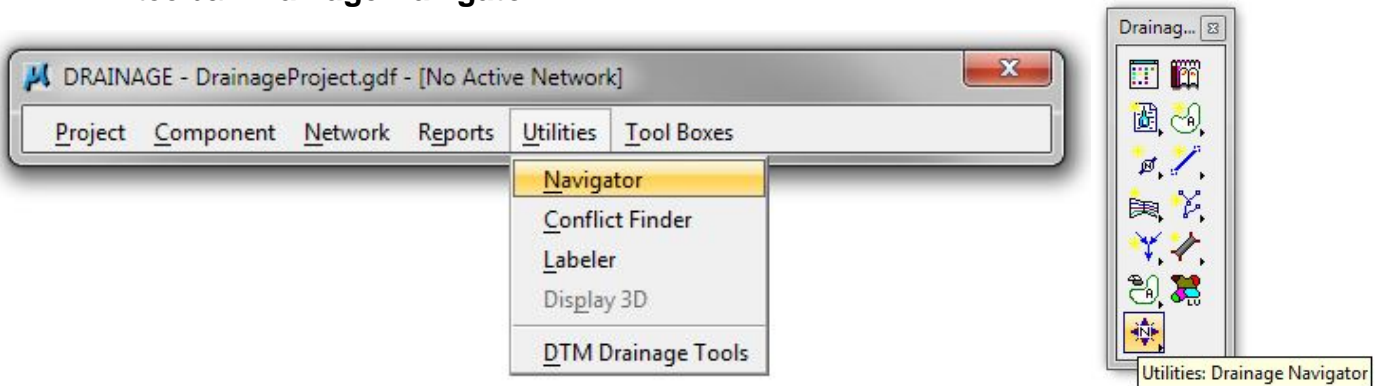 Drainag...
DRAINAGE - DrainageProject.gdf - [No Active Network]
Project Component Network Reports Utilities Tool Boxes
Navigator
Conflict Finder
Labeler
Display 3D
DTM Drainage Tools
Utilities: Drainage Navigator